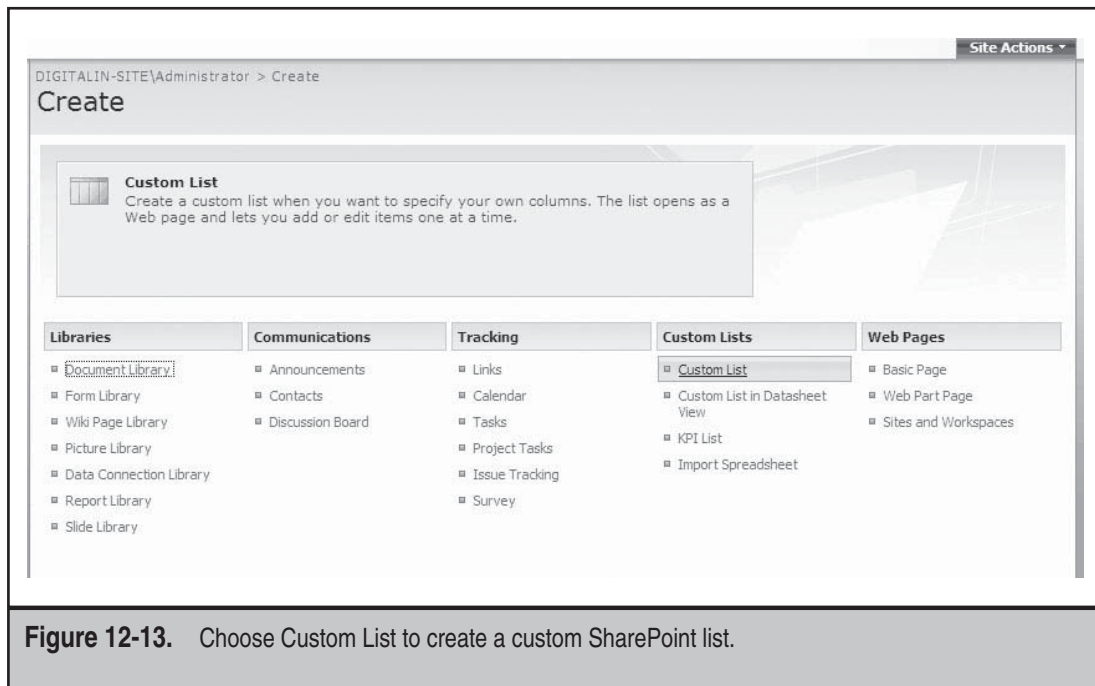 Site Actions
DIGITALIN-SITE\Administrator > Create
Create
Custom List
Create a custom list when you want to specify your own columns. The list opens as a
Web page and lets you add or edit items one at a time.
Libraries
Document Library
Form Library
Wiki Page Library
Picture Library
Data Connection Library
Report Library
Slide Library
Communications
Announcements
Contacts
Discussion Board
Tracking
Links
Calendar
Tasks
Project Tasks
Issue Tracking
Survey
Custom Lists
Custom List
Custom List in Datasheet
View
KPI List
Import Spreadsheet
Web Pages
Basic Page
Web Part Page
Sites and Workspaces
Figure 12-13. Choose Custom List to create a custom SharePoint list.